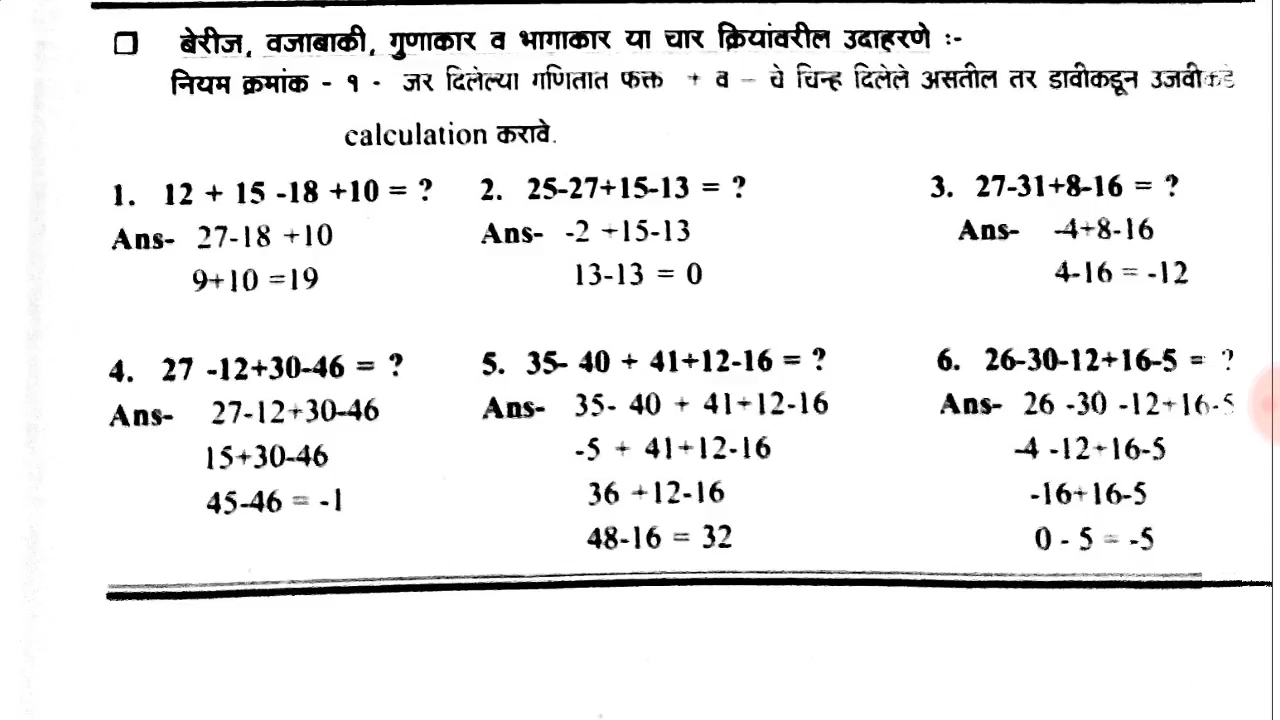 बेरीज, वजाबाकी, गुणाकार व भागाकार या चार क्रियांवरील उदाहरणे :-
नियम क्रमांक - १ - जर दिलेल्या गणितात फक्त + व - चे चिन्ह दिलेले असतील तर डावीकडून उजवीकडे
calculation करावे.
1. 12 + 15 -18 +10 = ? 2. 25-27+15-13 = ? 3. 27-31+8-16 = ?
Ans- 27-18 +10 Ans- -2 +15-13 Ans- -4+8-16
9+10 =19 13-13 = 0 4-16 = -12
4. 27 -12+30-46 = ? 5. 35- 40 + 41+12-16 = ? 6. 26-30-12+16-5 = ?
Ans- 27-12+30-46 Ans- 35- 40 + 41+12-16 Ans- 26 -30 -12+16-5
15+30-46 -5 + 41+12-16 -4 -12+16-5
45-46 = -1 36 +12-16 -16+16-5
48-16 = 32 0 - 5 = -5